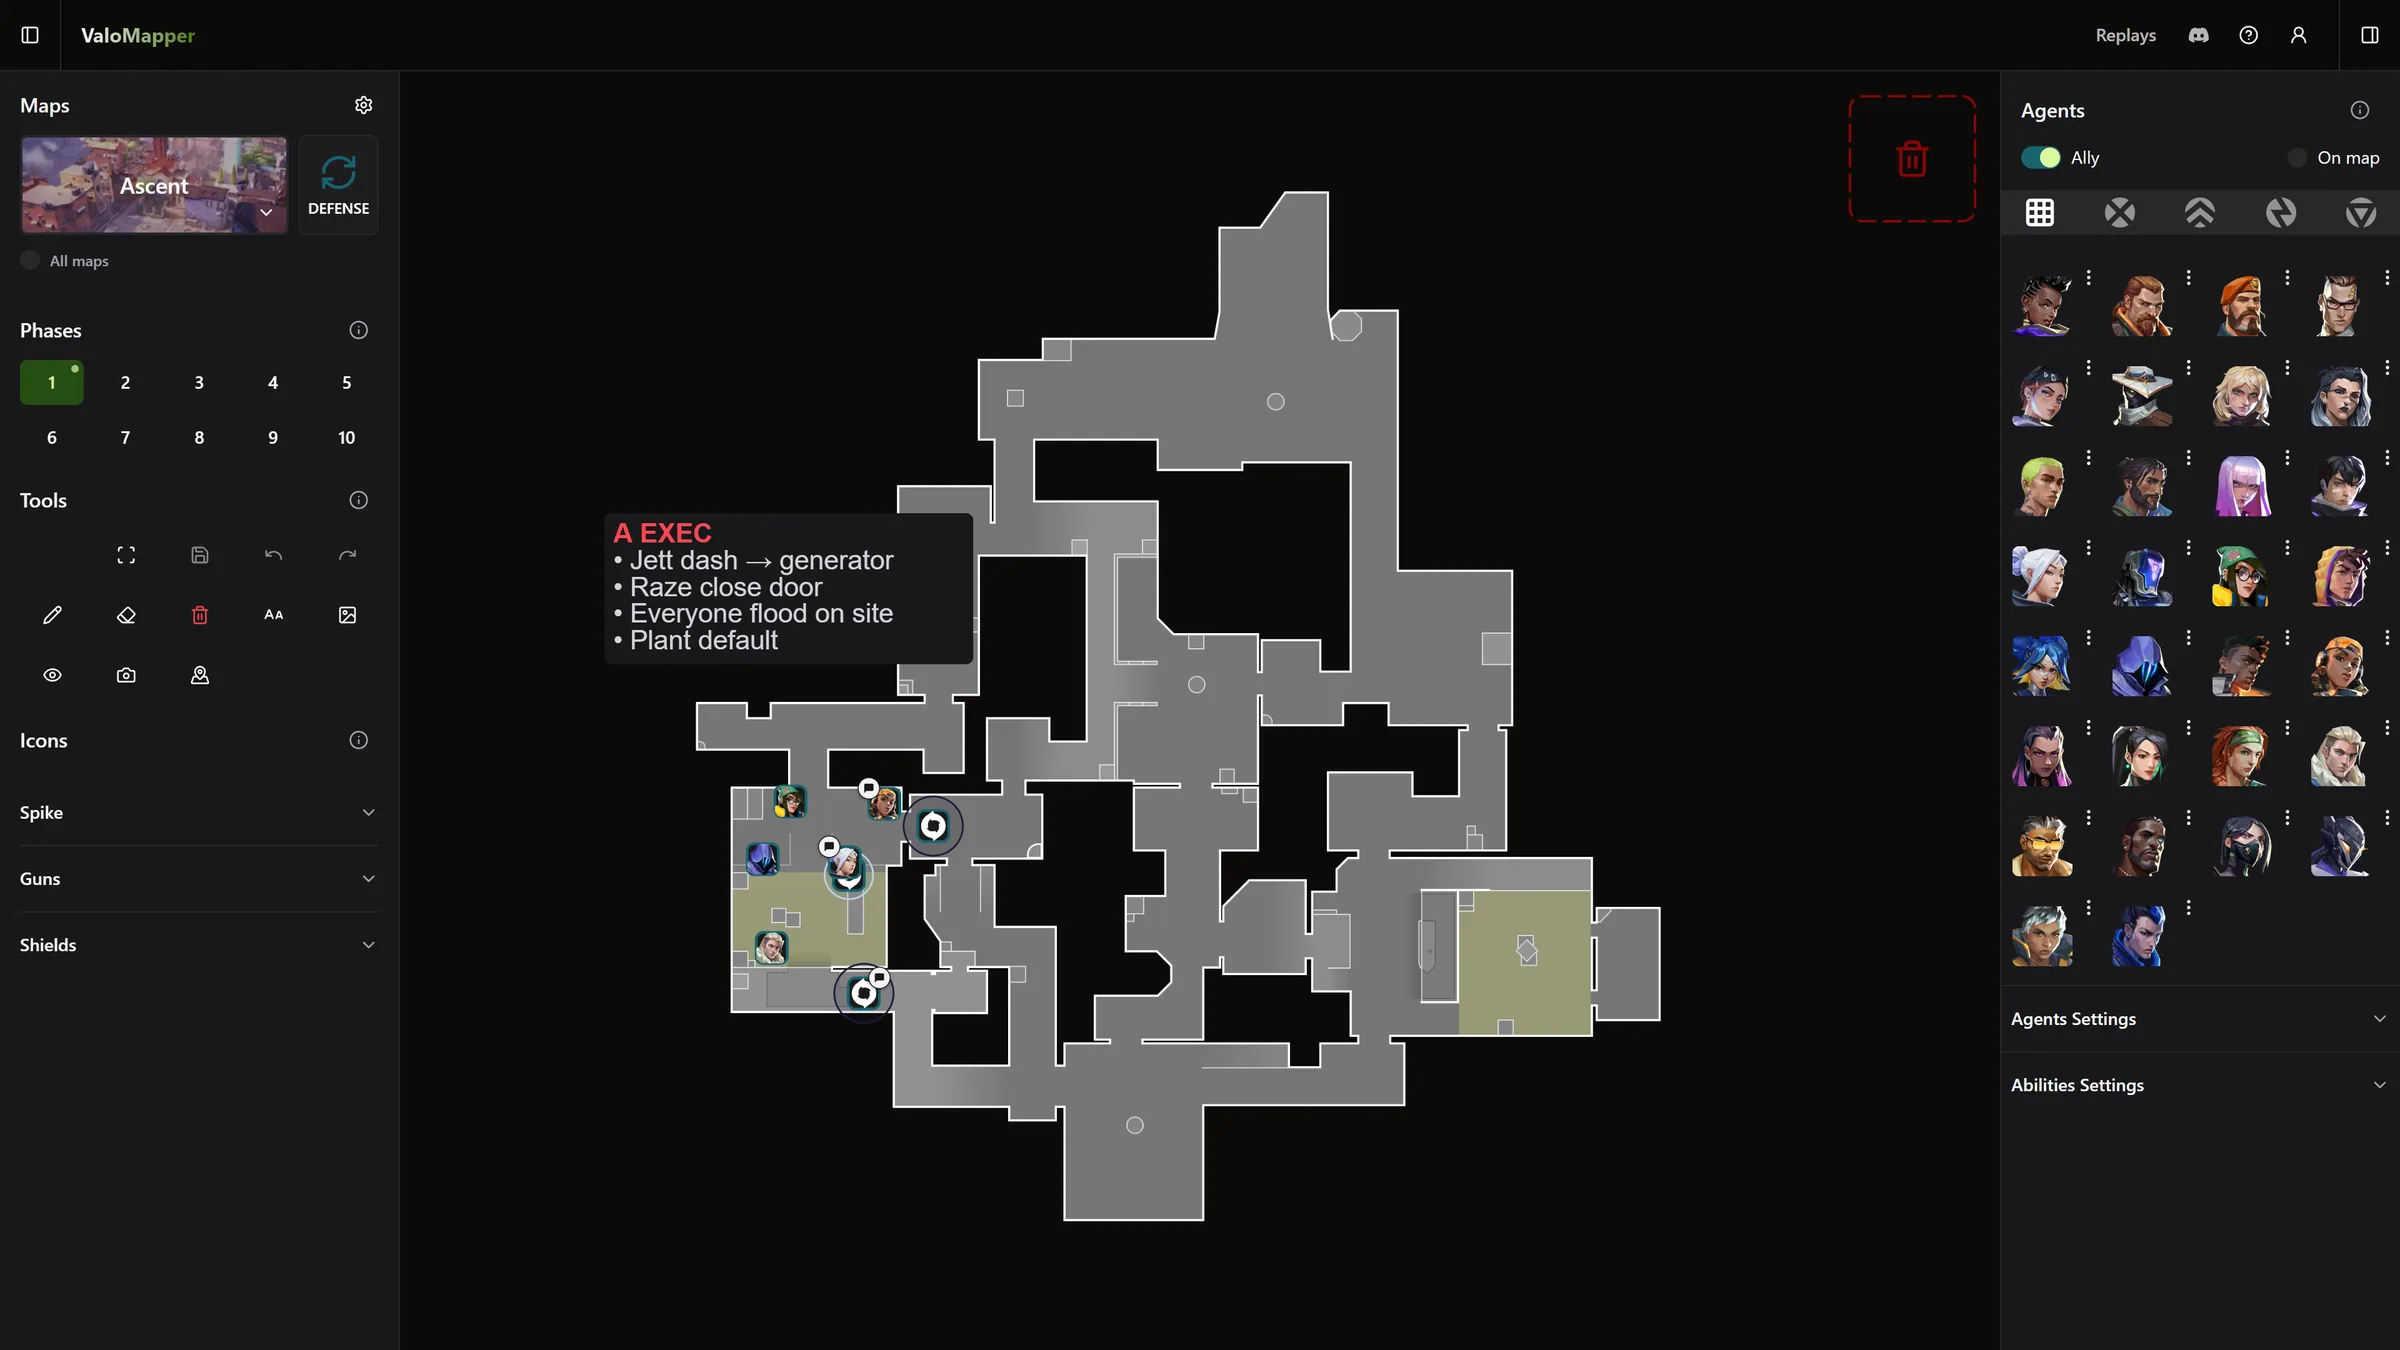 ValoMapper
Replays
Maps
Ascent
DEFENSE
All maps
Phases
1 2 3 4 5
6 7 8 9 10
Tools
AA
Icons
Spike
Guns
Shields
A EXEC
• Jett dash → generator
• Raze close door
• Everyone flood on site
• Plant default
Agents
Ally
On map
Agents Settings
Abilities Settings